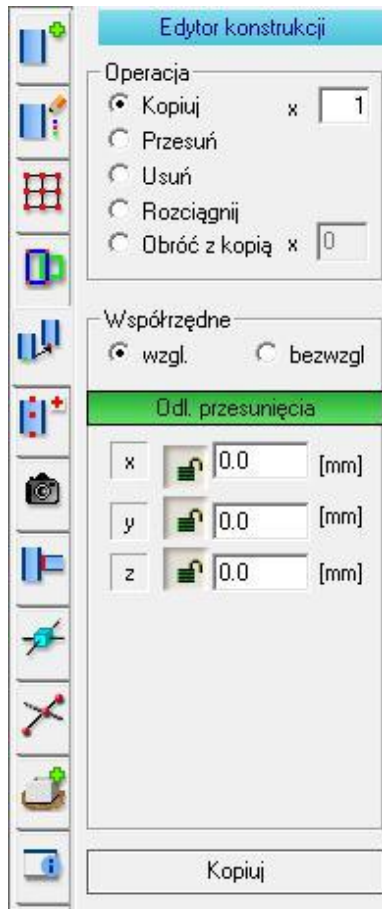 Edytor konstrukcji
Operacja
Kopiuj x 1
Przesuń
Usuń
Rozciągnij
Obróć z kopią x 0
Współrzędne
wzgl. bezwzgl
Odl. przesunięcia
x 0.0 [mm]
y 0.0 [mm]
z 0.0 [mm]
Kopiuj